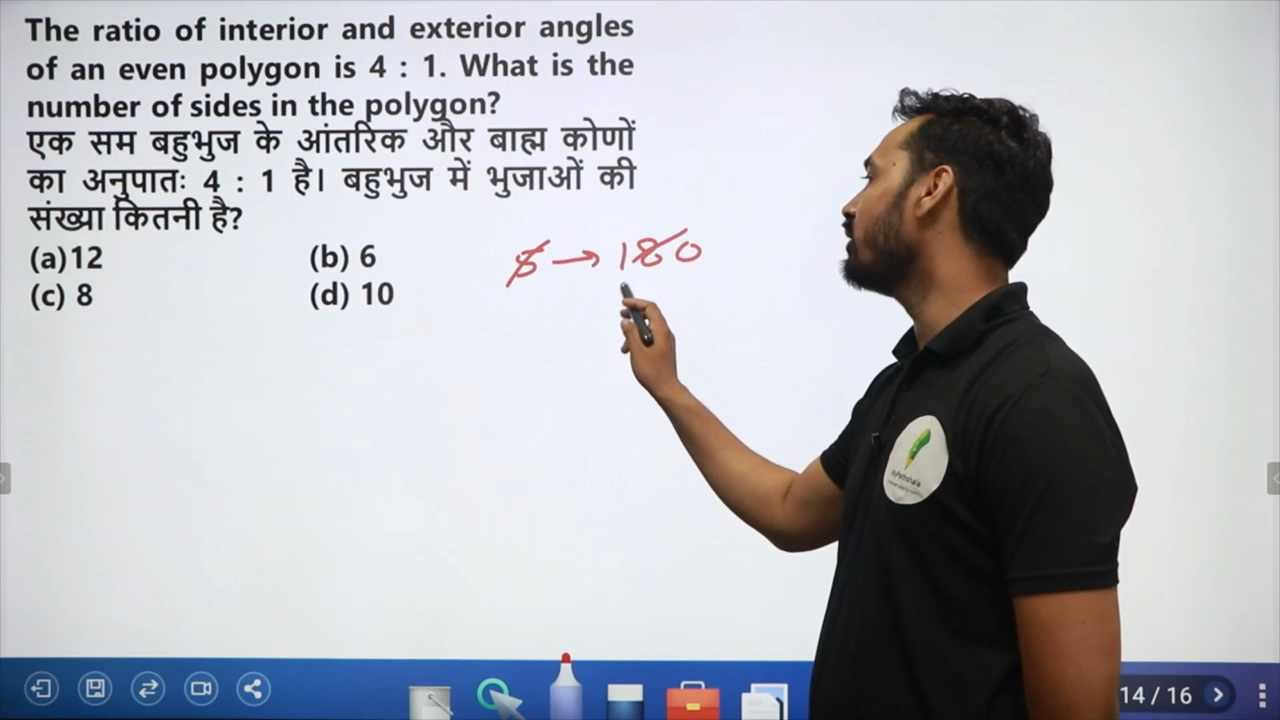 The ratio of interior and exterior angles
of an even polygon is 4 : 1. What is the
number of sides in the polygon?
एक सम बहुभुज के आंतरिक और बाह्म कोणों
का अनुपातः 4 : 1 है। बहुभुज में भुजाओं की
संख्या कितनी है?
(a)12 (b) 6
(c) 8 (d) 10
5 → 180
MyPathshala
14 / 16